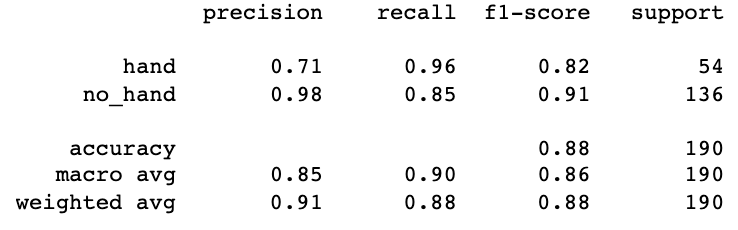 precision recall f1-score support
hand 0.71 0.96 0.82 54
no_hand 0.98 0.85 0.91 136
accuracy 0.88 190
macro avg 0.85 0.90 0.86 190
weighted avg 0.91 0.88 0.88 190